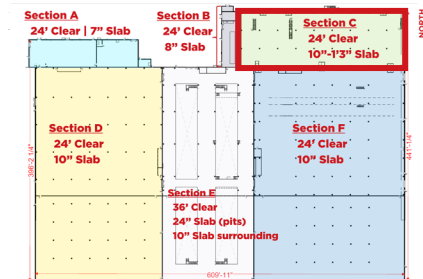 Section A
24' Clear | 7" Slab
Section B
24' Clear
8" Slab
Section C
24' Clear
10"-1'3" Slab
NORTH
Section D
24' Clear
10" Slab
Section F
24' Clear
10" Slab
Section E
36' Clear
24" Slab (pits)
10" Slab surrounding
396'-2 1/4"
441'-1/4"
609'-11"